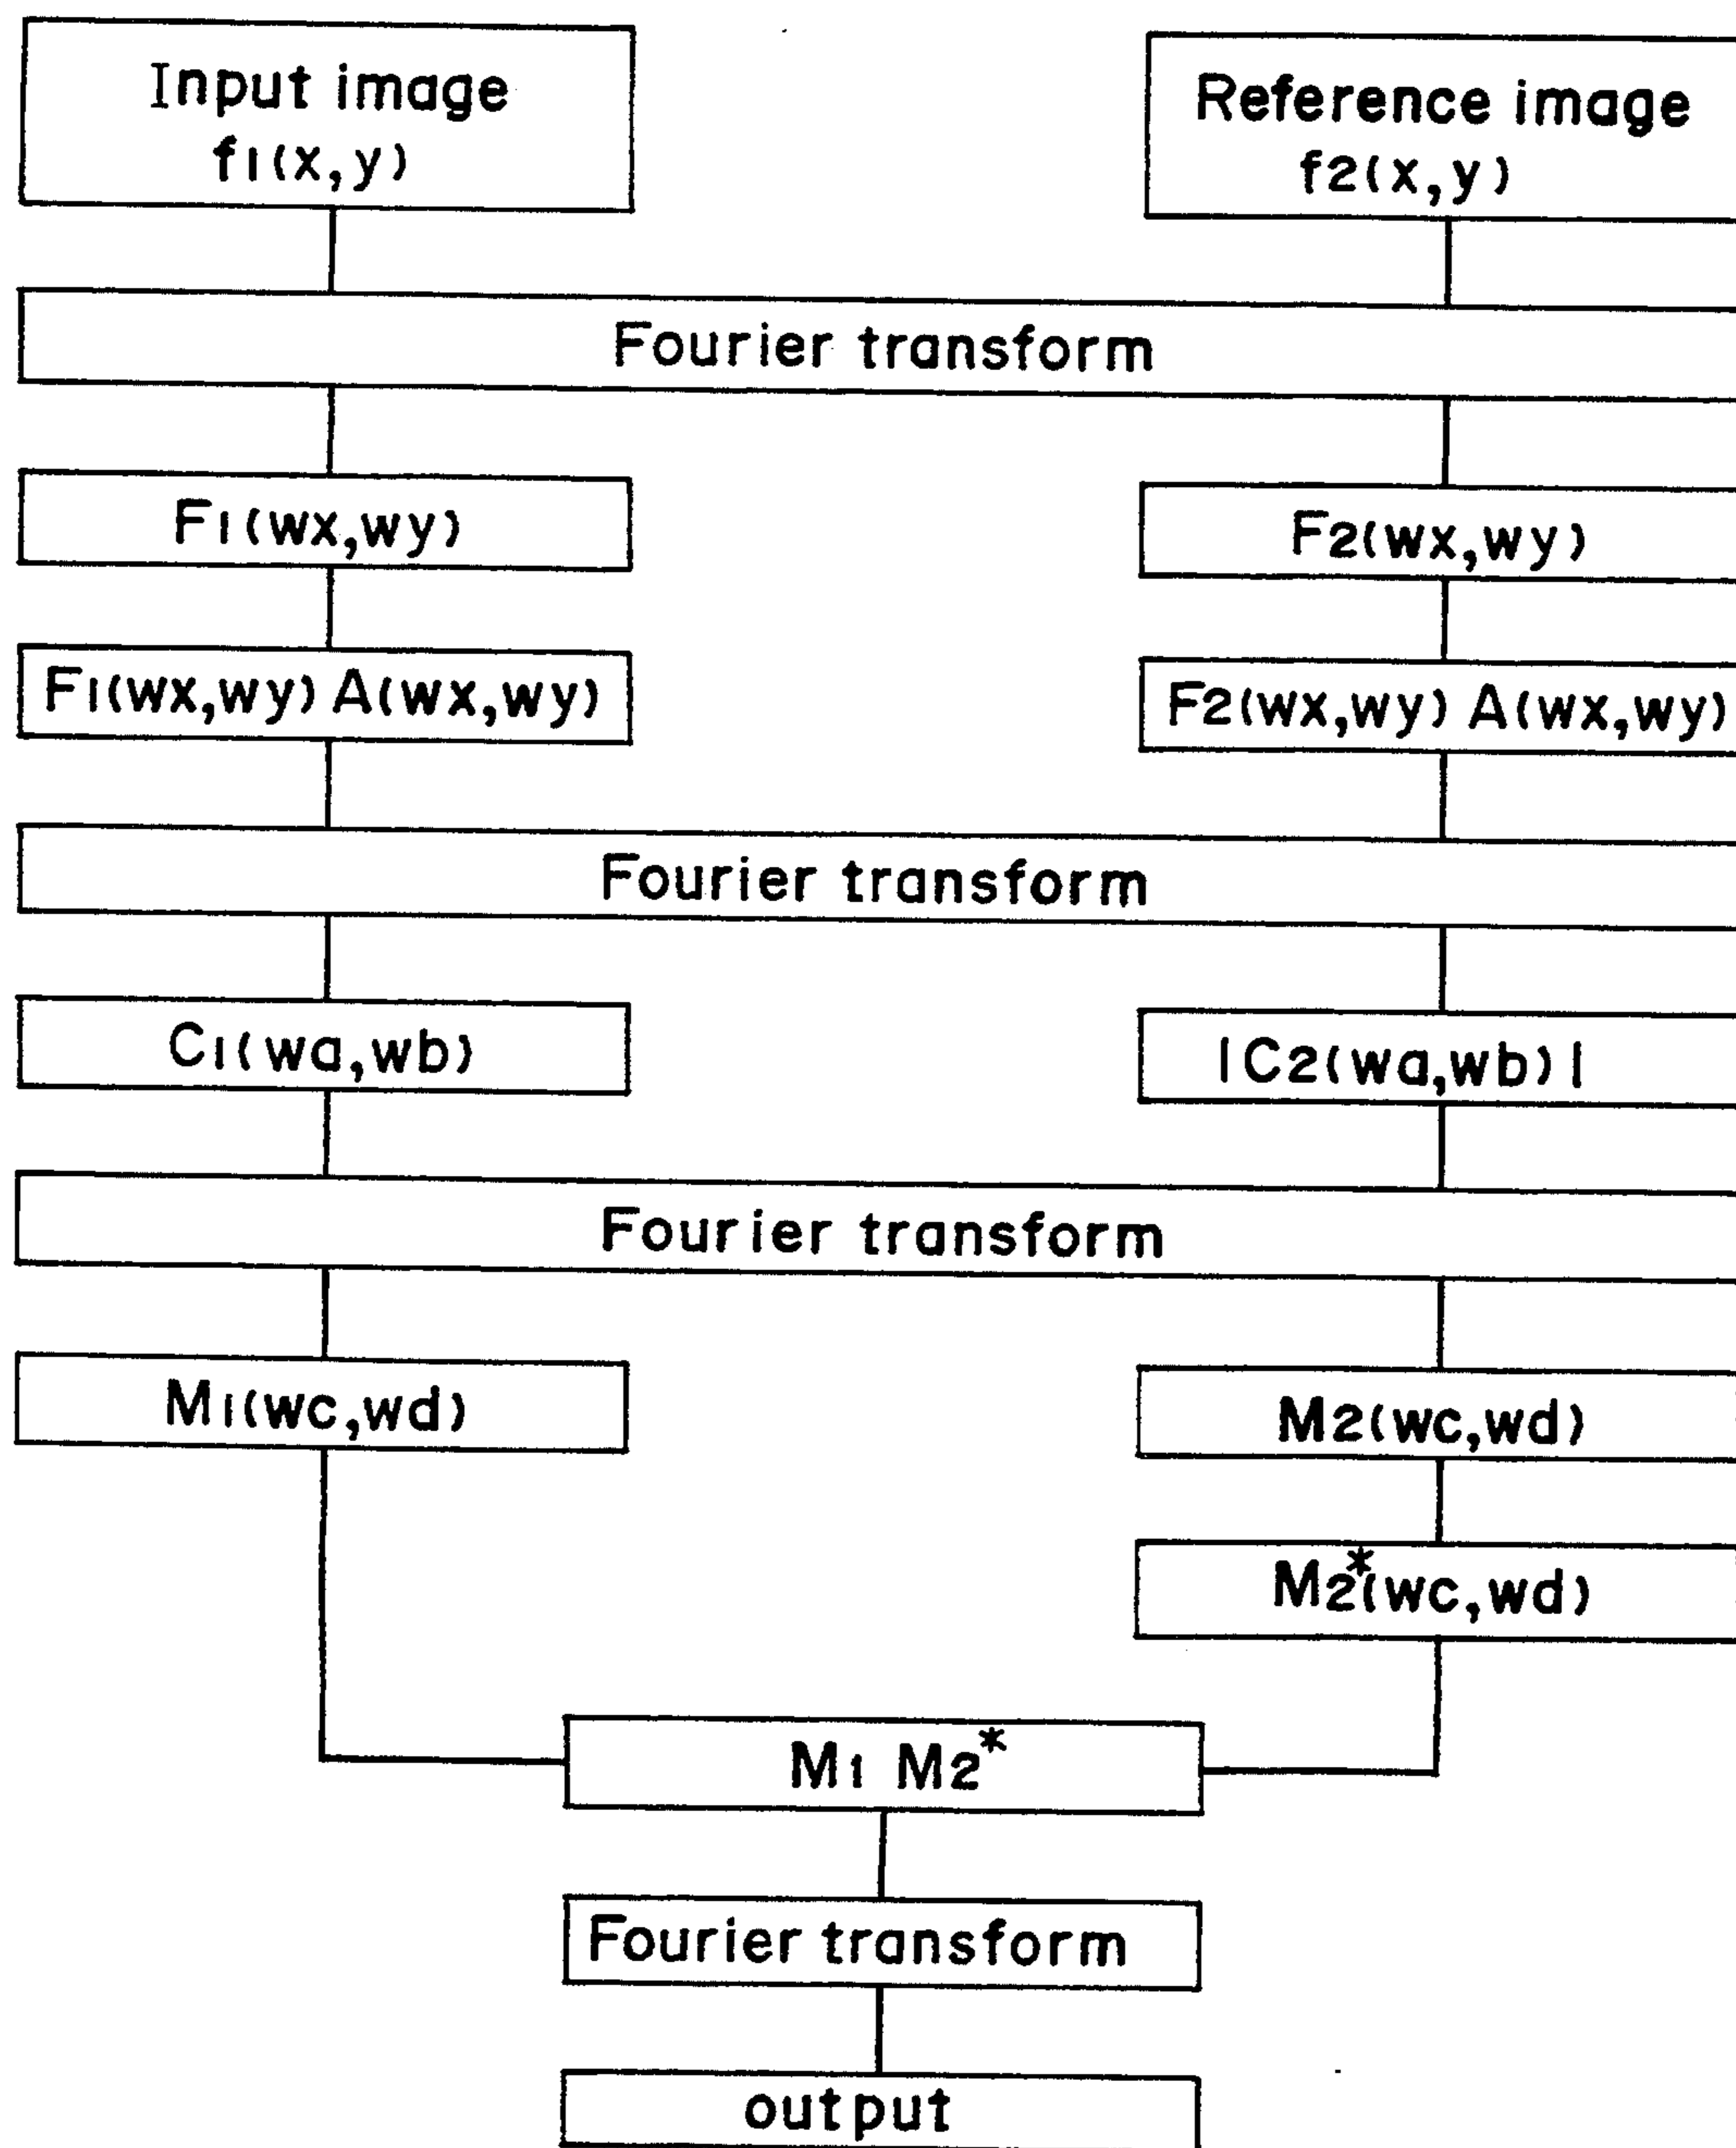 Input image
f1(x,y)
Reference image
f2(x,y)
Fourier transform
F1(wx,wy)
F2(wx,wy)
F1(wx,wy) A(wx,wy)
F2(wx,wy) A(wx,wy)
Fourier transform
C1(wa,wb)
|C2(wa,wb)|
Fourier transform
M1(wc,wd)
M2(wc,wd)
M2*(wc,wd)
M1 M2*
Fourier transform
output